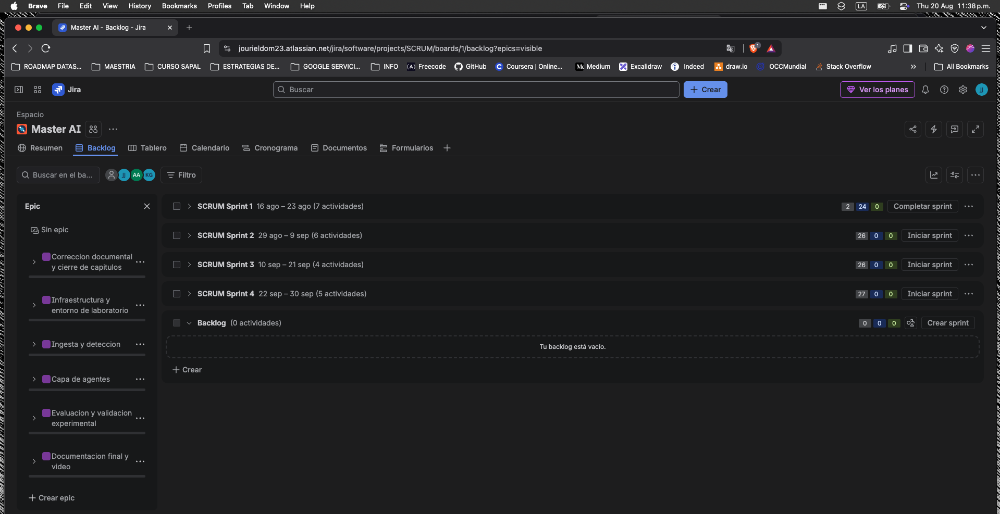 Brave File Edit View History Bookmarks Profiles Tab Window Help LA Thu 20 Aug 11:38 p.m.
Master AI - Backlog - Jira
jourieldom23.atlassian.net/jira/software/projects/SCRUM/boards/1/backlog?epics=visible 1
ROADMAP DATAS... MAESTRIA CURSO SAPAL ESTRATEGIAS DE... GOOGLE SERVICI... INFO Freecode GitHub Coursera | Online... Medium Excalidraw Indeed draw.io OCCMundial Stack Overflow All Bookmarks
Jira Buscar Crear Ver los planes JJ
Espacio
Master AI
Resumen Backlog Tablero Calendario Cronograma Documentos Formularios
Buscar en el ba... JJ AA KG Filtro
Epic
Sin epic
Correccion documental
y cierre de capitulos
Infraestructura y
entorno de laboratorio
Ingesta y deteccion
Capa de agentes
Evaluacion y validacion
experimental
Documentacion final y
video
Crear epic
SCRUM Sprint 1 16 ago – 23 ago (7 actividades) 2 24 0 Completar sprint
SCRUM Sprint 2 29 ago – 9 sep (6 actividades) 26 0 0 Iniciar sprint
SCRUM Sprint 3 10 sep – 21 sep (4 actividades) 26 0 0 Iniciar sprint
SCRUM Sprint 4 22 sep – 30 sep (5 actividades) 27 0 0 Iniciar sprint
Backlog (0 actividades) 0 0 0 Crear sprint
Tu backlog está vacío.
Crear